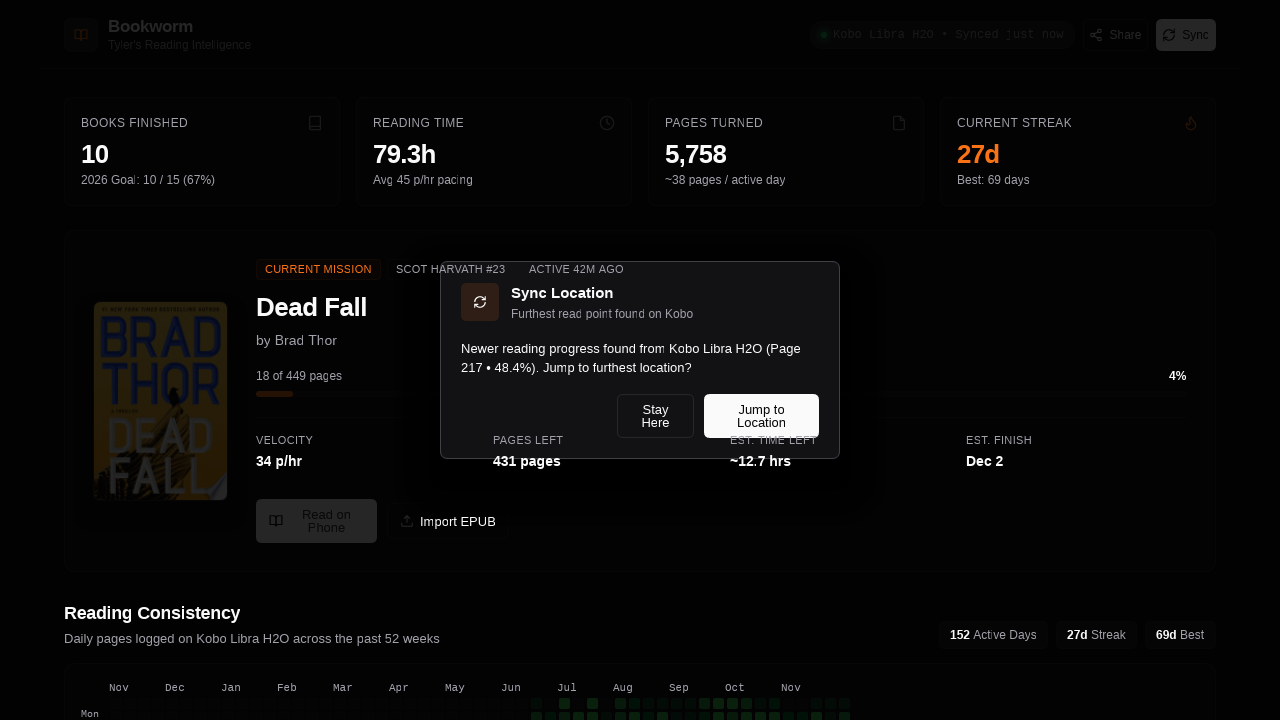 Bookworm
Tyler's Reading Intelligence
Kobo Libra H2O • Synced just now
Share
Sync
BOOKS FINISHED
10
2026 Goal: 10 / 15 (67%)
READING TIME
79.3h
Avg 45 p/hr pacing
PAGES TURNED
5,758
~38 pages / active day
CURRENT STREAK
27d
Best: 69 days
CURRENT MISSION
SCOT HARVATH #23
ACTIVE 42M AGO
Dead Fall
by Brad Thor
18 of 449 pages
4%
BRAD
THOR
DEAD
FALL
Sync Location
Furthest read point found on Kobo
Newer reading progress found from Kobo Libra H2O (Page
217 • 48.4%). Jump to furthest location?
Stay
Here
Jump to
Location
VELOCITY
34 p/hr
PAGES LEFT
431 pages
EST. TIME LEFT
~12.7 hrs
EST. FINISH
Dec 2
Read on
Phone
Import EPUB
Reading Consistency
Daily pages logged on Kobo Libra H2O across the past 52 weeks
152 Active Days
27d Streak
69d Best
Nov Dec Jan Feb Mar Apr May Jun Jul Aug Sep Oct Nov
Mon